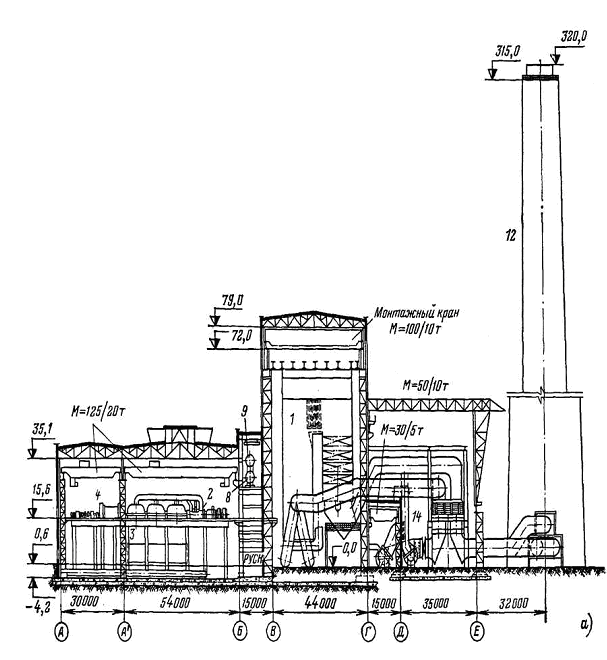 320,0
315,0
12
79,0
72,0
Монтажный кран
М=100/10т
М=50/10т
М=125/20т
9
1
М=30/5т
35,1
15,6
4
2
8
3
14
0,6
РУСН
0,0
-4,2
30000
54000
15000
44000
15000
35000
32000
А
А'
Б
В
Г
Д
Е
а)